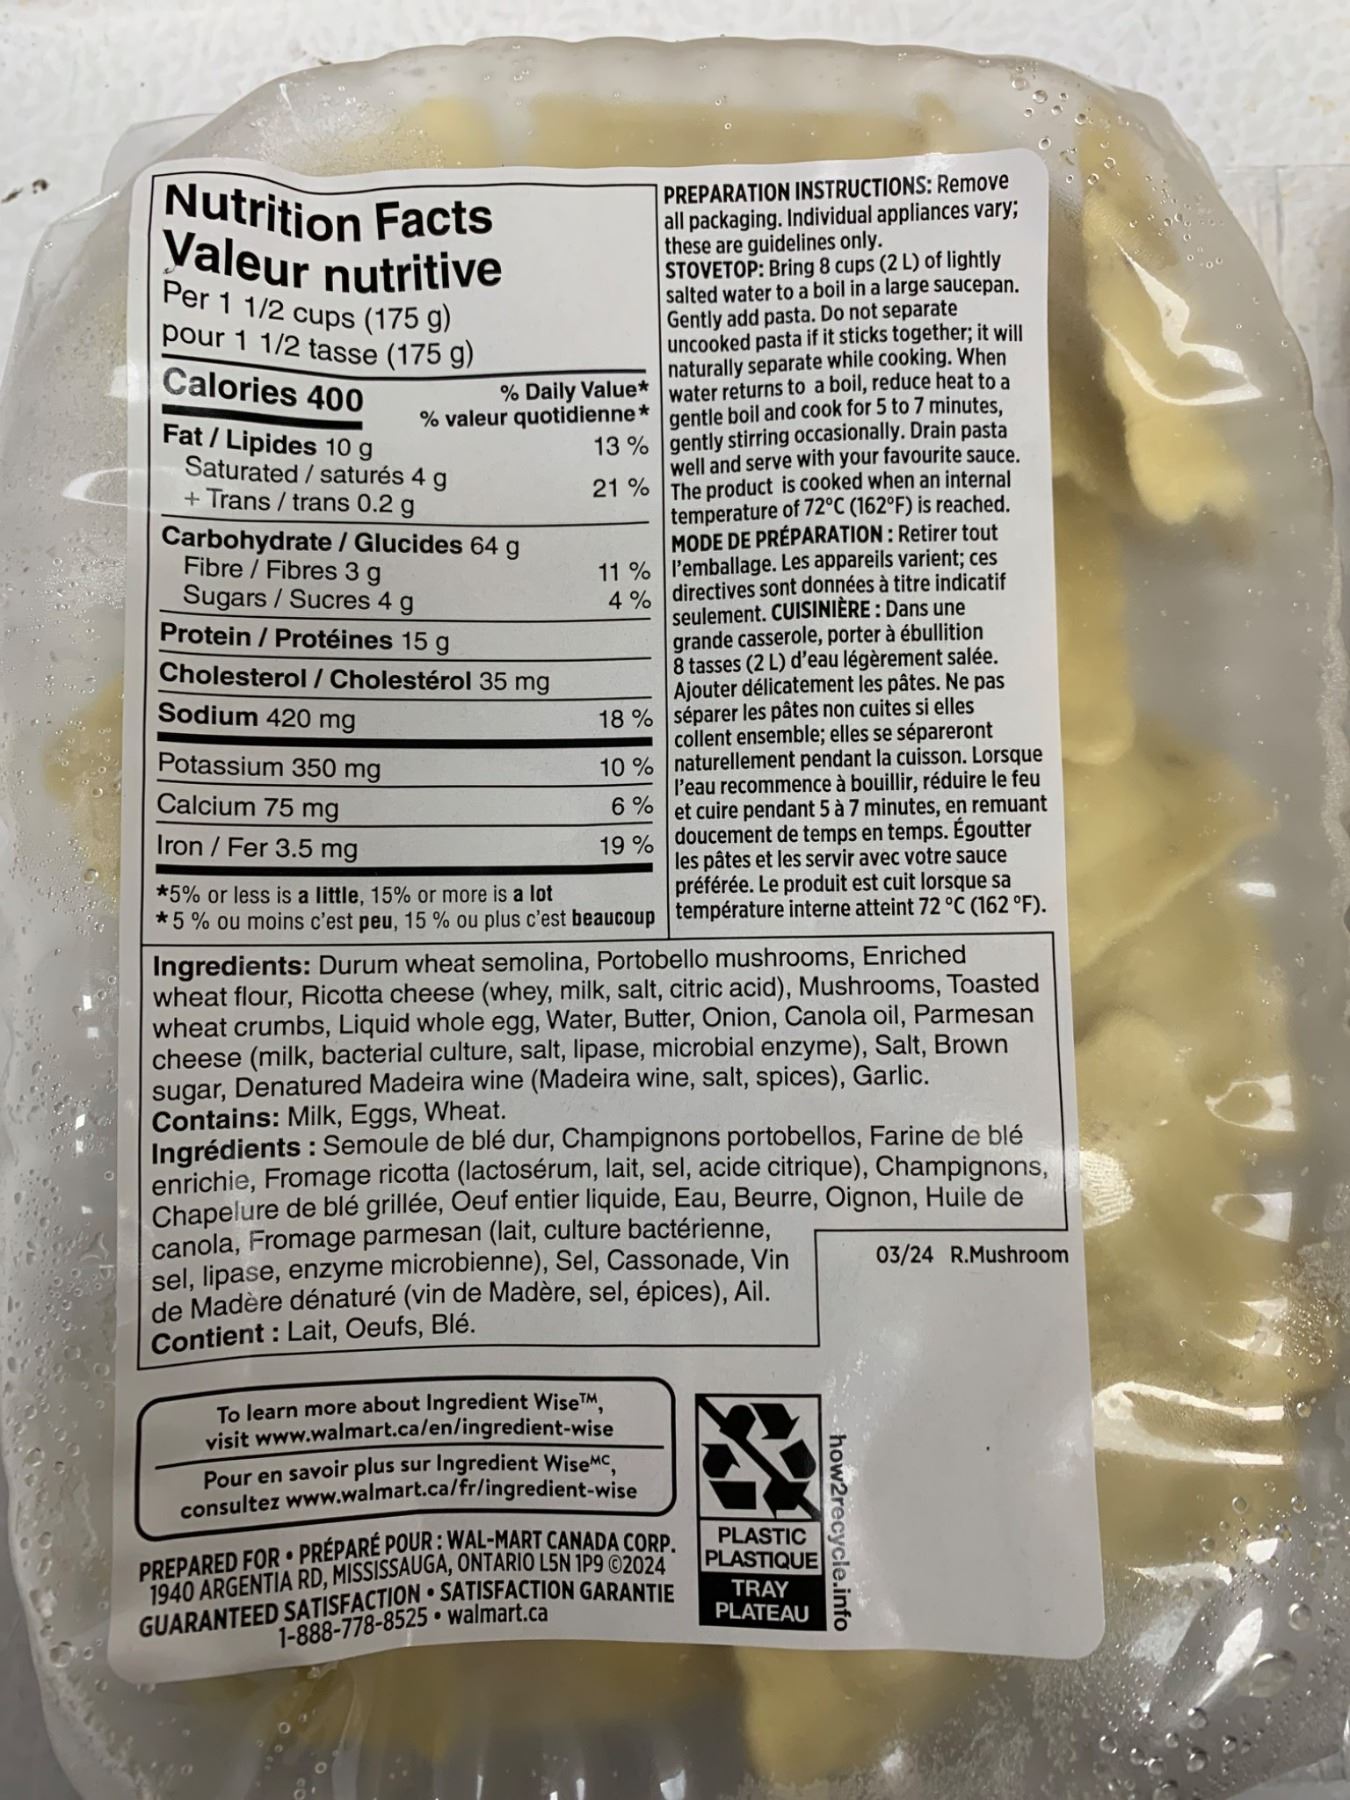 Nutrition Facts
Valeur nutritive
Per 1 1/2 cups (175 g)
pour 1 1/2 tasse (175 g)
Calories 400
% Daily Value*
% valeur quotidienne*
Fat / Lipides 10 g 13 %
Saturated / saturés 4 g
+ Trans / trans 0.2 g 21 %
Carbohydrate / Glucides 64 g
Fibre / Fibres 3 g 11 %
Sugars / Sucres 4 g 4 %
Protein / Protéines 15 g
Cholesterol / Cholestérol 35 mg
Sodium 420 mg 18 %
Potassium 350 mg 10 %
Calcium 75 mg 6 %
Iron / Fer 3.5 mg 19 %
*5% or less is a little, 15% or more is a lot
*5 % ou moins c'est peu, 15 % ou plus c'est beaucoup
PREPARATION INSTRUCTIONS: Remove
all packaging. Individual appliances vary;
these are guidelines only.
STOVETOP: Bring 8 cups (2 L) of lightly
salted water to a boil in a large saucepan.
Gently add pasta. Do not separate
uncooked pasta if it sticks together; it will
naturally separate while cooking. When
water returns to a boil, reduce heat to a
gentle boil and cook for 5 to 7 minutes,
gently stirring occasionally. Drain pasta
well and serve with your favourite sauce.
The product is cooked when an internal
temperature of 72°C (162°F) is reached.
MODE DE PRÉPARATION : Retirer tout
l'emballage. Les appareils varient; ces
directives sont données à titre indicatif
seulement. CUISINIÈRE : Dans une
grande casserole, porter à ébullition
8 tasses (2 L) d'eau légèrement salée.
Ajouter délicatement les pâtes. Ne pas
séparer les pâtes non cuites si elles
collent ensemble; elles se sépareront
naturellement pendant la cuisson. Lorsque
l'eau recommence à bouillir, réduire le feu
et cuire pendant 5 à 7 minutes, en remuant
doucement de temps en temps. Égoutter
les pâtes et les servir avec votre sauce
préférée. Le produit est cuit lorsque sa
température interne atteint 72 °C (162 °F).
Ingredients: Durum wheat semolina, Portobello mushrooms, Enriched
wheat flour, Ricotta cheese (whey, milk, salt, citric acid), Mushrooms, Toasted
wheat crumbs, Liquid whole egg, Water, Butter, Onion, Canola oil, Parmesan
cheese (milk, bacterial culture, salt, lipase, microbial enzyme), Salt, Brown
sugar, Denatured Madeira wine (Madeira wine, salt, spices), Garlic.
Contains: Milk, Eggs, Wheat.
Ingrédients : Semoule de blé dur, Champignons portobellos, Farine de blé
enrichie, Fromage ricotta (lactosérum, lait, sel, acide citrique), Champignons,
Chapelure de blé grillée, Oeuf entier liquide, Eau, Beurre, Oignon, Huile de
canola, Fromage parmesan (lait, culture bactérienne,
sel, lipase, enzyme microbienne), Sel, Cassonade, Vin
de Madère dénaturé (vin de Madère, sel, épices), Ail.
Contient : Lait, Oeufs, Blé.
03/24 R.Mushroom
To learn more about Ingredient Wise™,
visit www.walmart.ca/en/ingredient-wise
Pour en savoir plus sur Ingredient WiseMC,
consultez www.walmart.ca/fr/ingredient-wise
PREPARED FOR • PRÉPARÉ POUR : WAL-MART CANADA CORP.
1940 ARGENTIA RD, MISSISSAUGA, ONTARIO L5N 1P9 ©2024
GUARANTEED SATISFACTION • SATISFACTION GARANTIE
1-888-778-8525 • walmart.ca
PLASTIC
PLASTIQUE
TRAY
PLATEAU
how2recycle.info